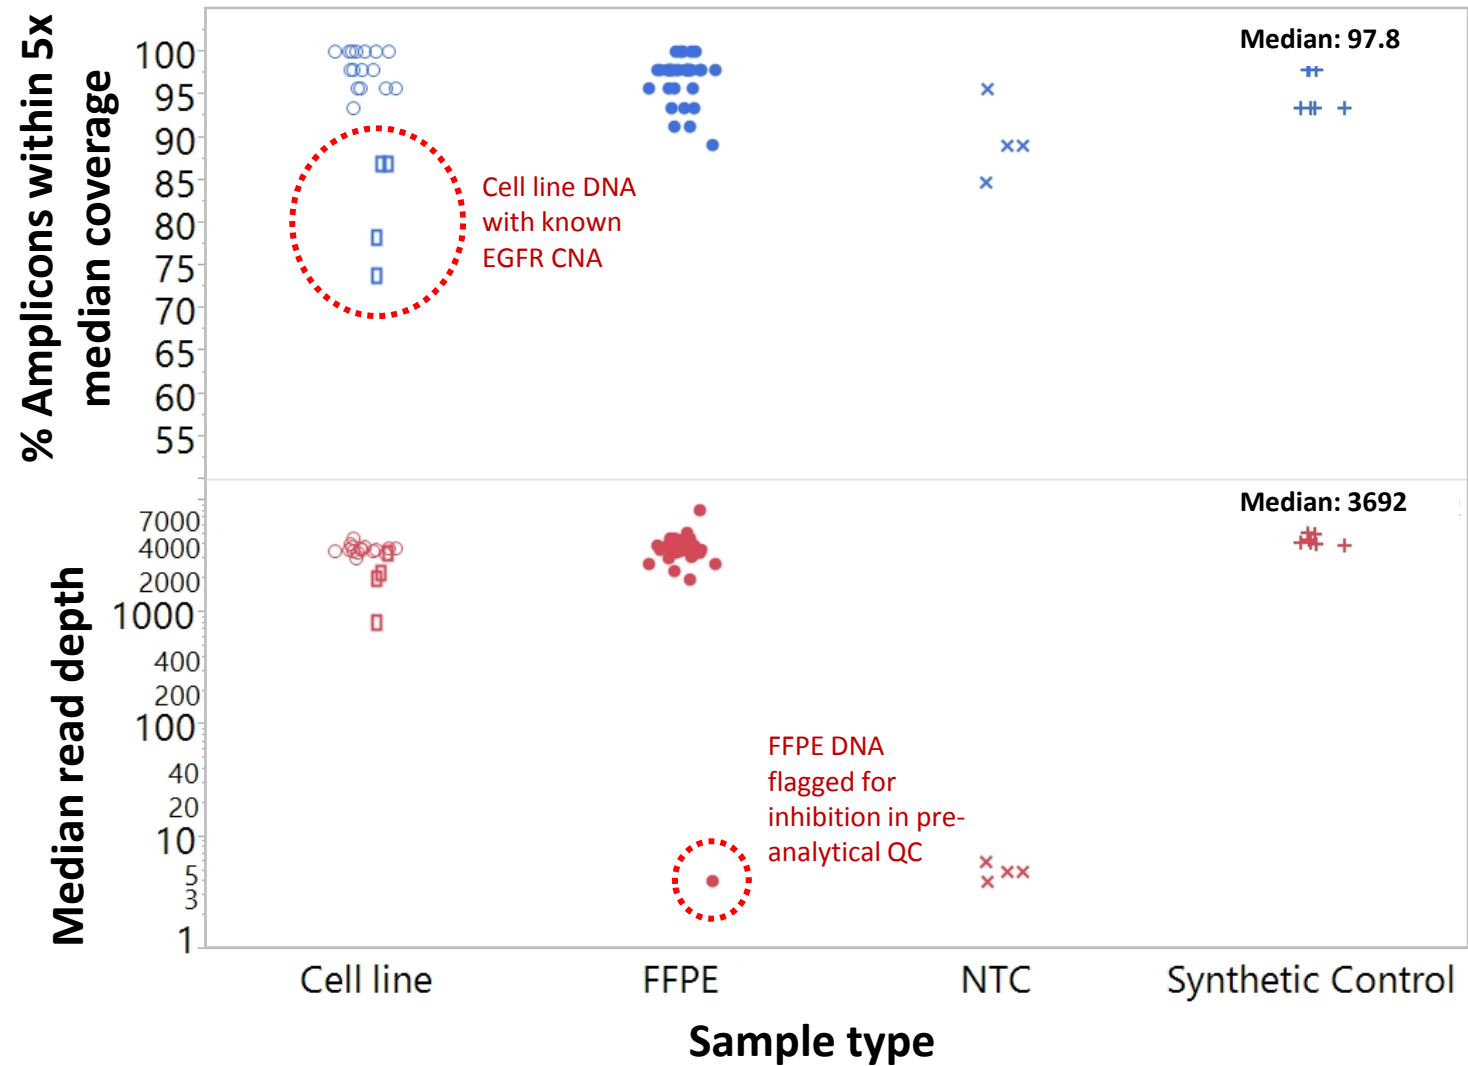 % Amplicons within 5x
median coverage
100
95
90
85
80
75
70
65
60
55
Median: 97.8
Cell line DNA
with known
EGFR CNA
Median read depth
7000
4000
2000
1000
400
200
100
40
20
10
5
3
1
Median: 3692
FFPE DNA
flagged for
inhibition in pre-
analytical QC
Cell line
FFPE
NTC
Synthetic Control
Sample type